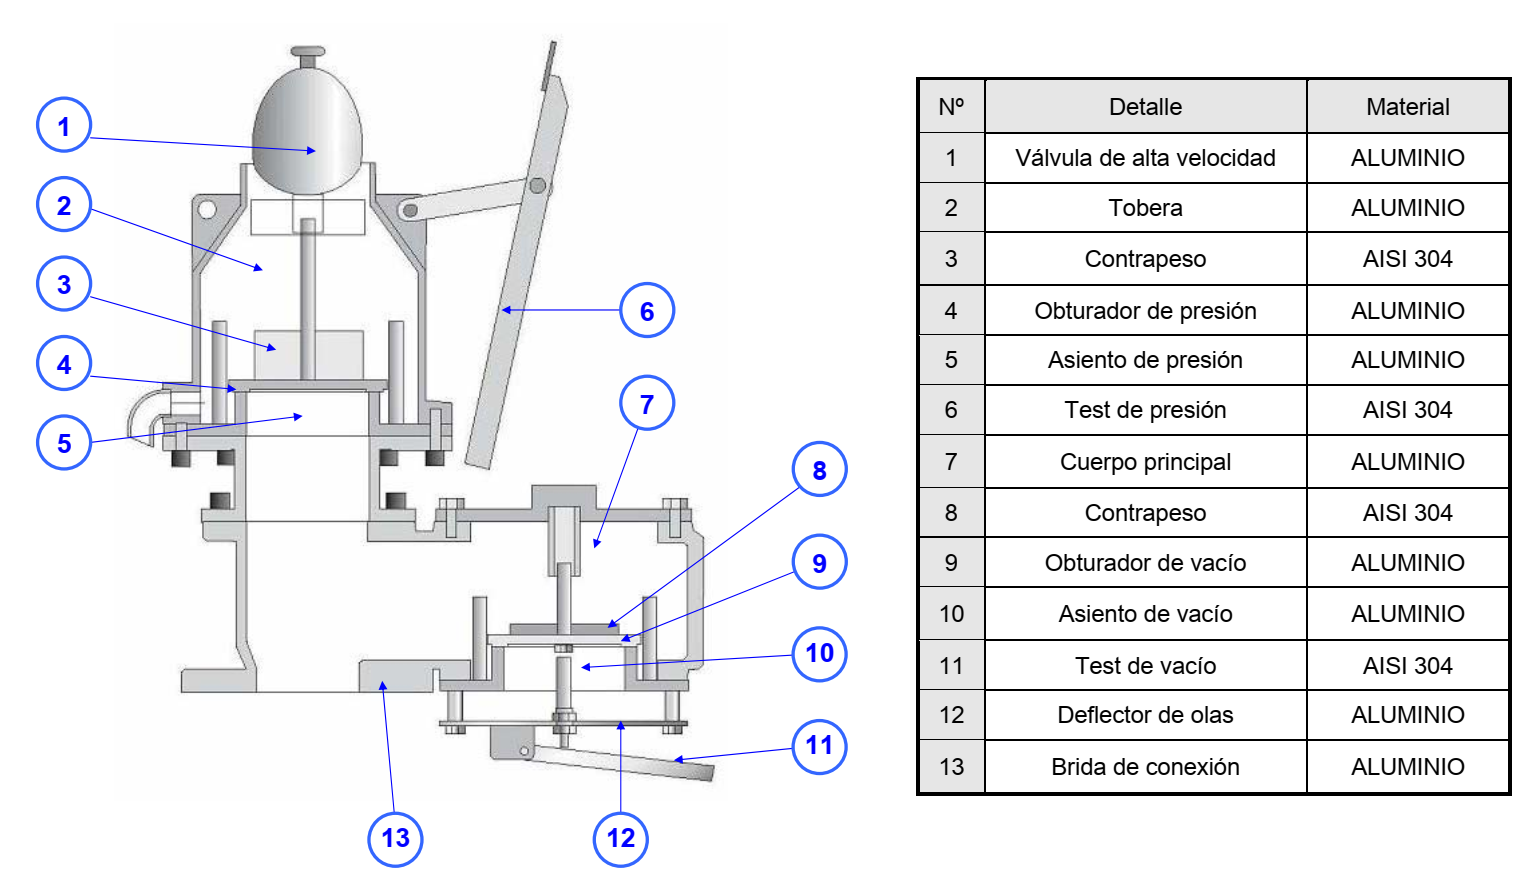 1
2
3
4
5
6
7
8
9
10
11
12
13
Nº Detalle Material
1 Válvula de alta velocidad ALUMINIO
2 Tobera ALUMINIO
3 Contrapeso AISI 304
4 Obturador de presión ALUMINIO
5 Asiento de presión ALUMINIO
6 Test de presión AISI 304
7 Cuerpo principal ALUMINIO
8 Contrapeso AISI 304
9 Obturador de vacío ALUMINIO
10 Asiento de vacío ALUMINIO
11 Test de vacío AISI 304
12 Deflector de olas ALUMINIO
13 Brida de conexión ALUMINIO